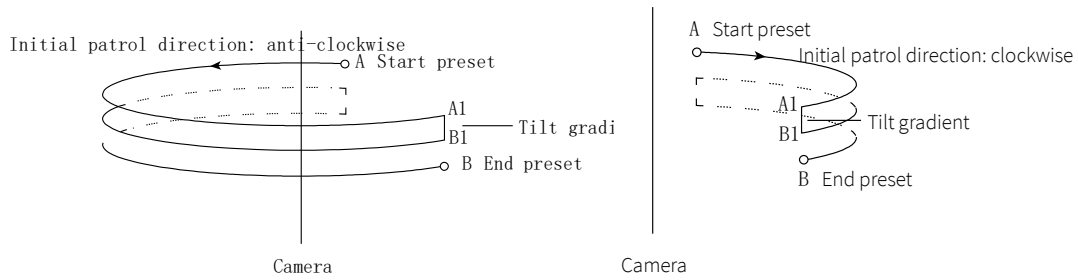 Initial patrol direction: anti-clockwise
A Start preset
A1
B1
Tilt gradi
B End preset
Camera
A Start preset
Initial patrol direction: clockwise
A1
Tilt gradient
B1
B End preset
Camera